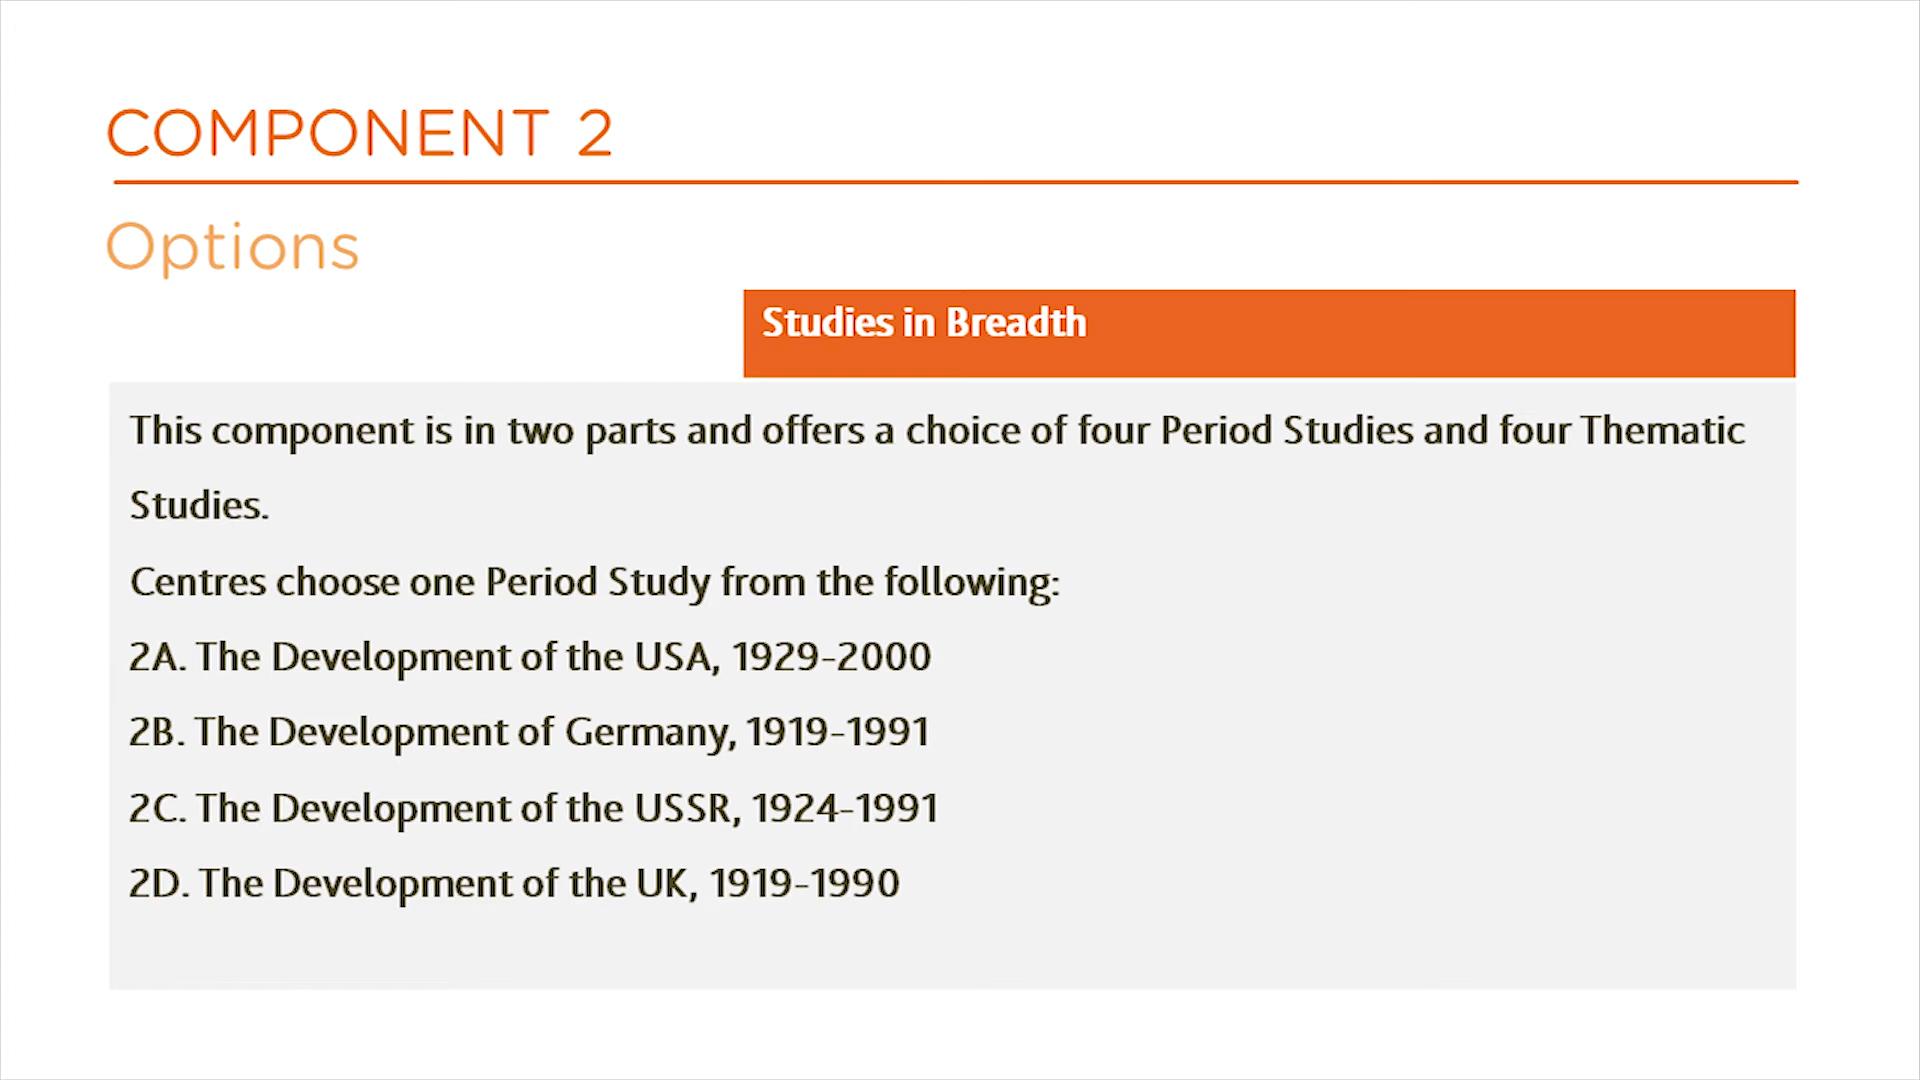 COMPONENT 2
Options
Studies in Breadth
This component is in two parts and offers a choice of four Period Studies and four Thematic
Studies.
Centres choose one Period Study from the following:
2A. The Development of the USA, 1929-2000
2B. The Development of Germany, 1919-1991
2C. The Development of the USSR, 1924-1991
2D. The Development of the UK, 1919-1990